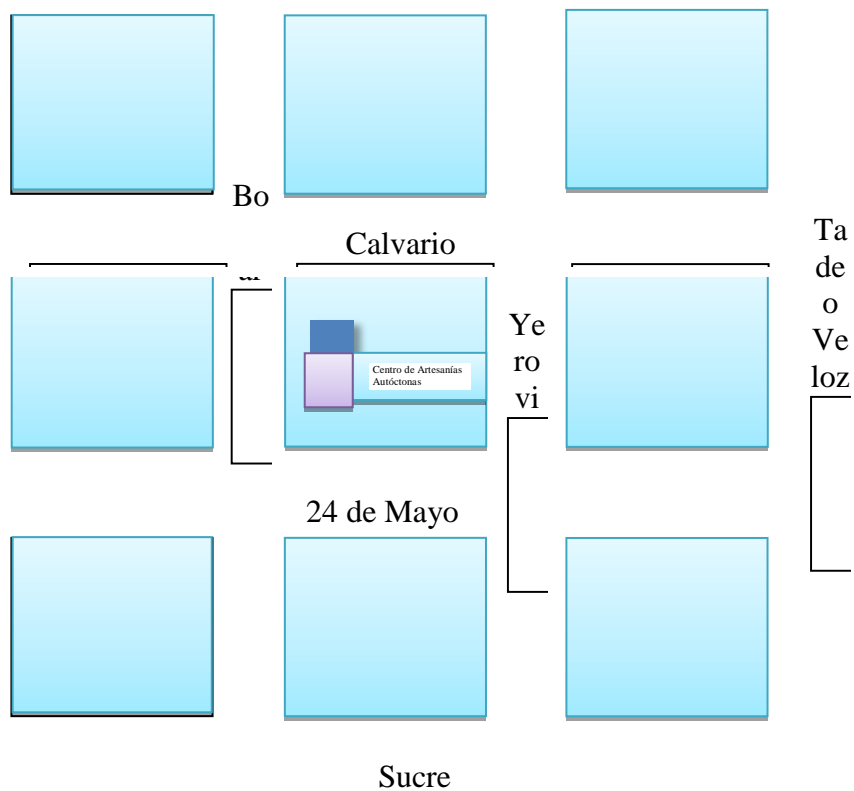 Bo
Calvario
Ta
de
o
Ve
loz
Ye
ro
vi
Centro de Artesanías
Autóctonas
24 de Mayo
Sucre